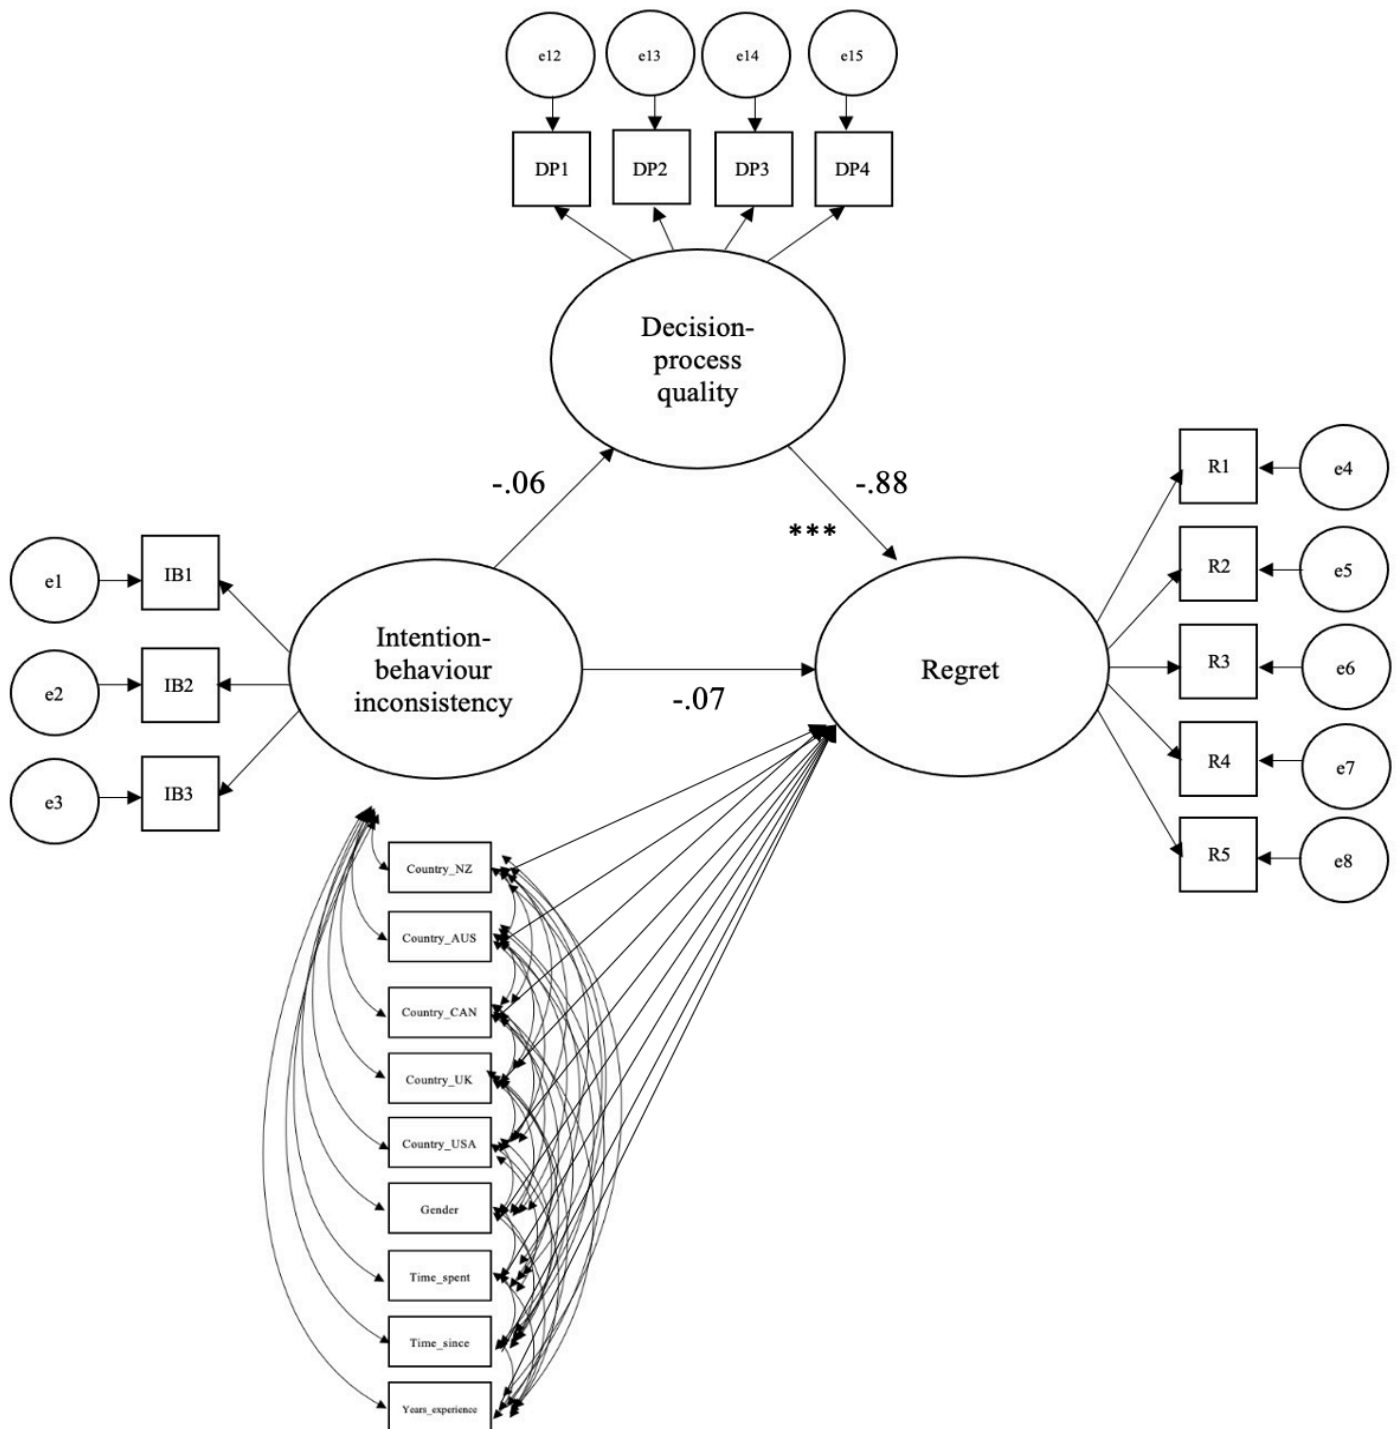 e12 e13 e14 e15
DP1 DP2 DP3 DP4
Decision-
process
quality
-.06
-.88
***
R1 e4
R2 e5
R3 e6
R4 e7
R5 e8
e1 IB1
e2 IB2
e3 IB3
Intention-
behaviour
inconsistency
-.07
Regret
Country_NZ
Country_AUS
Country_CAN
Country_UK
Country_USA
Gender
Time_spent
Time_since
Years_experience